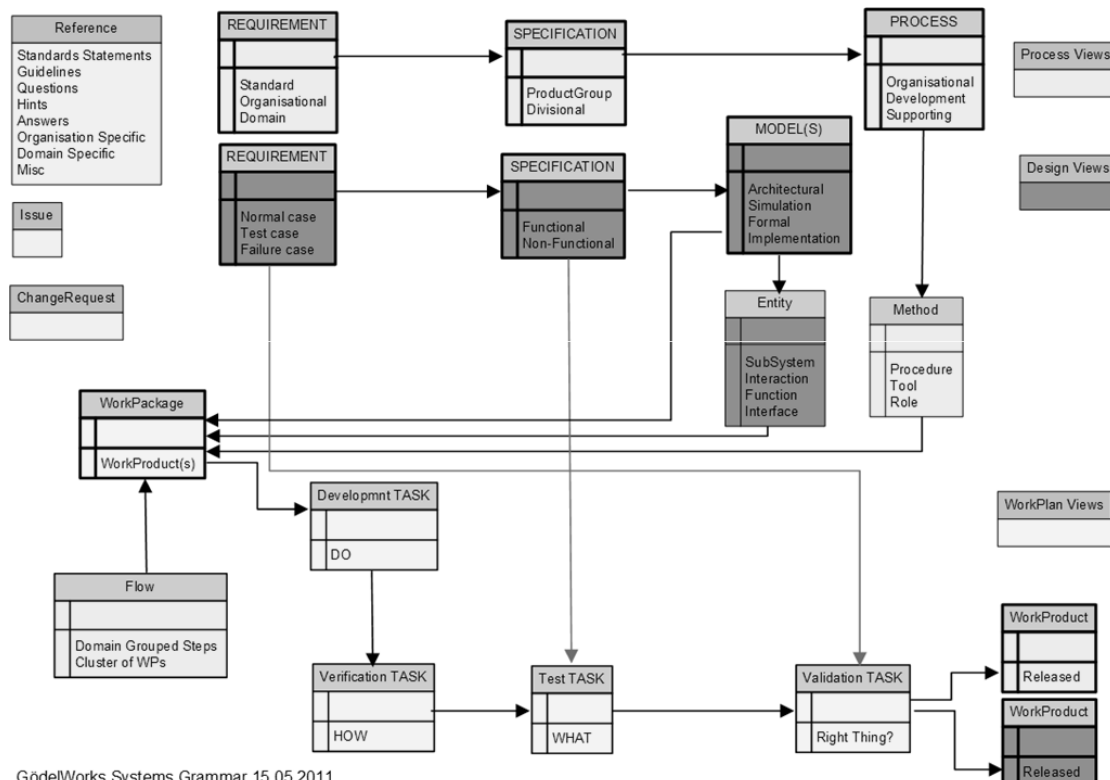 Reference
Standards Statements
Guidelines
Questions
Hints
Answers
Organisation Specific
Domain Specific
Misc
REQUIREMENT
Standard
Organisational
Domain
SPECIFICATION
ProductGroup
Divisional
PROCESS
Organisational
Development
Supporting
Process Views
REQUIREMENT
Normal case
Test case
Failure case
SPECIFICATION
Functional
Non-Functional
MODEL(S)
Architectural
Simulation
Formal
Implementation
Design Views
Issue
ChangeRequest
Entity
SubSystem
Interaction
Function
Interface
Method
Procedure
Tool
Role
WorkPackage
WorkProduct(s)
Developmnt TASK
DO
WorkPlan Views
Flow
Domain Grouped Steps
Cluster of WPs
Verification TASK
HOW
Test TASK
WHAT
Validation TASK
Right Thing?
WorkProduct
Released
WorkProduct
Released
GödelWorks Systems Grammar 15.05.2011